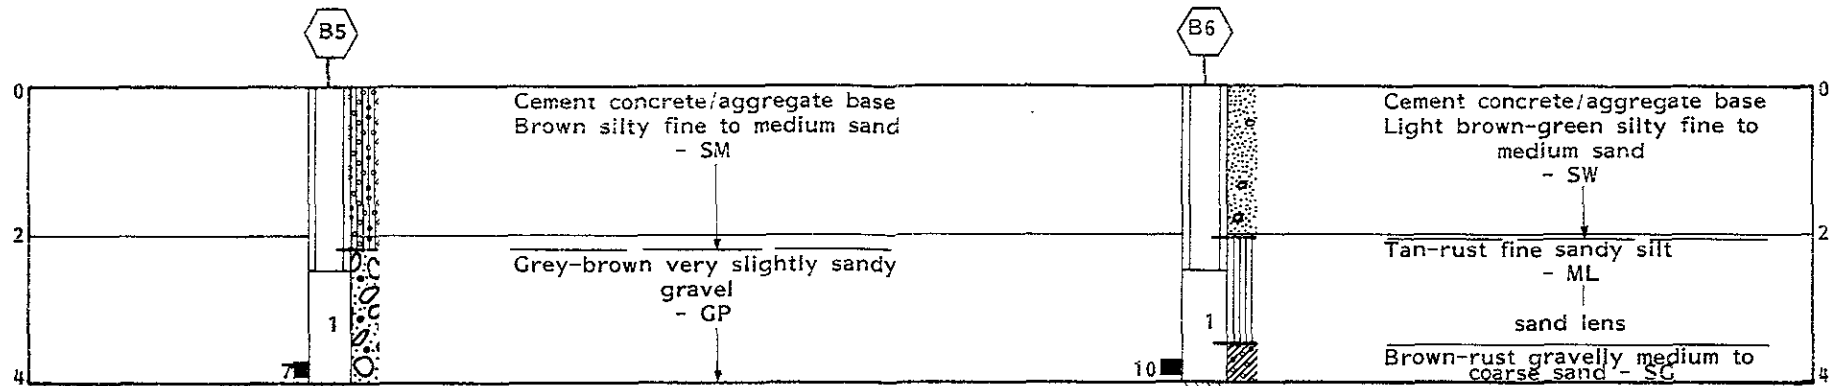 B5
B6
0
Cement concrete/aggregate base
Brown silty fine to medium sand
- SM
Cement concrete/aggregate base
Light brown-green silty fine to
medium sand
- SW
0
2
Grey-brown very slightly sandy
gravel
- GP
Tan-rust fine sandy silt
- ML
sand lens
Brown-rust gravelly medium to
coarse sand - SG
2
1
7
1
10
4
4